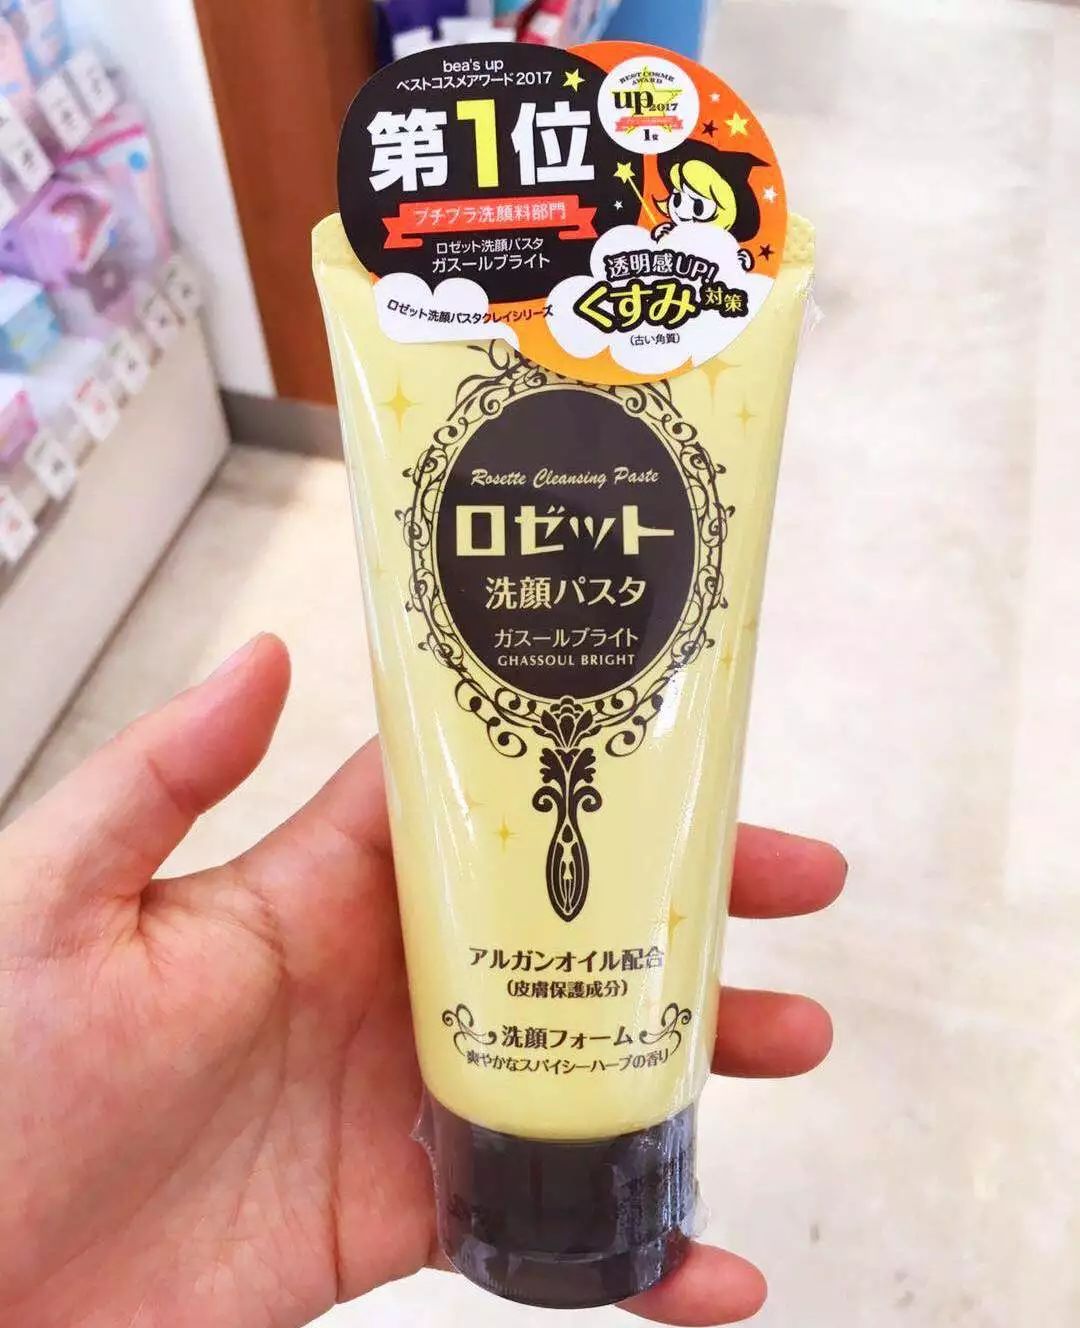 bea's up
ベストコスメアワード2017
第1位
プチプラ洗顔料部門
ロゼット洗顔パスタ
ガスールブライト
ロゼット洗顔パスタクレイシリーズ
BEST COSME
AWARD
up 2017
1位
透明感UP!
くすみ対策
(古い角質)
Rosette Cleansing Paste
ロゼット
洗顔パスタ
ガスールブライト
GHASSOUL BRIGHT
アルガンオイル配合
(皮膚保護成分)
洗顔フォーム
爽やかなスパイシーハーブの香り